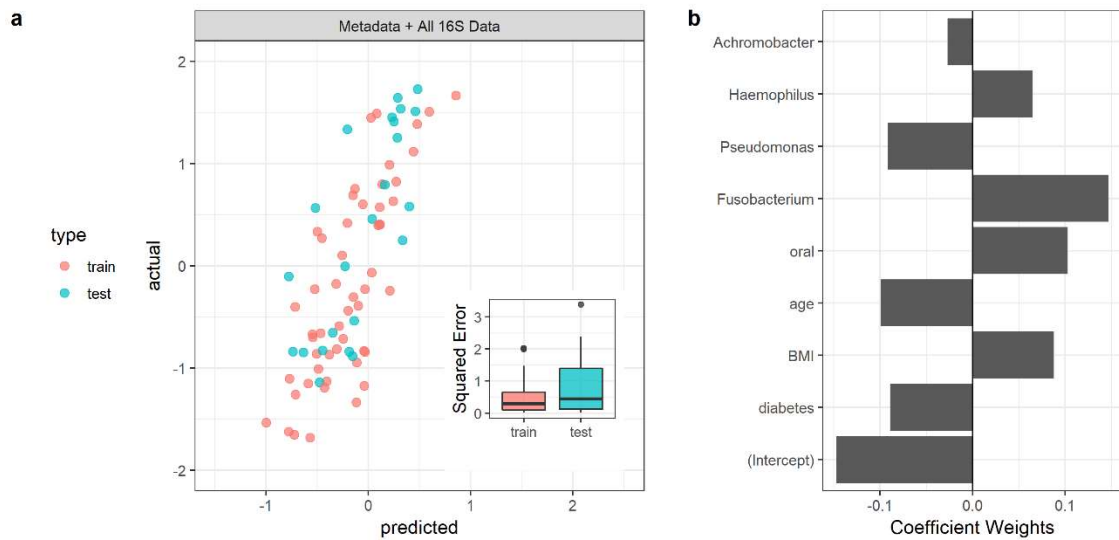 a
Metadata + All 16S Data
2
1
0
-1
-2
actual
-1
0
1
2
predicted
type
train
test
Squared Error
3
2
1
0
train
test
b
Achromobacter
Haemophilus
Pseudomonas
Fusobacterium
oral
age
BMI
diabetes
(Intercept)
-0.1
0.0
0.1
Coefficient Weights